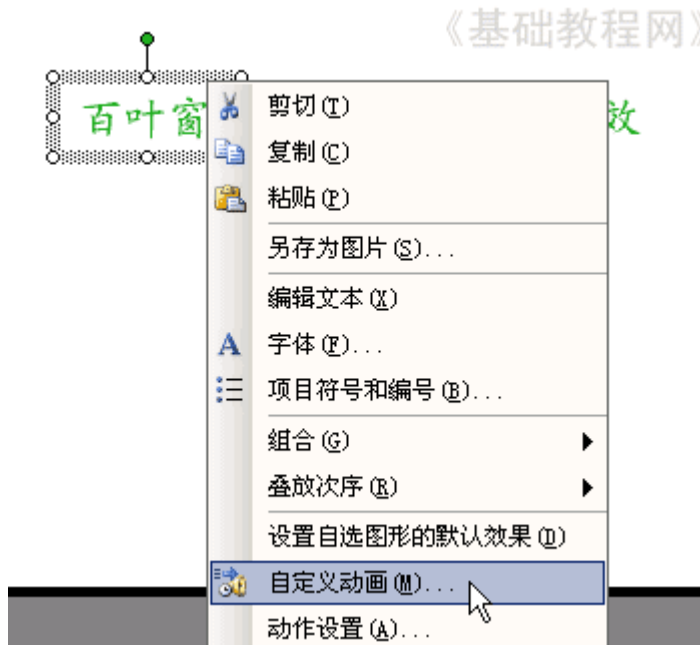 《基础教程网》
百叶窗 效
剪切(T)
复制(C)
粘贴(P)
另存为图片(S)...
编辑文本(X)
字体(F)...
项目符号和编号(B)...
组合(G)
叠放次序(R)
设置自选图形的默认效果(D)
自定义动画(M)...
动作设置(A)...